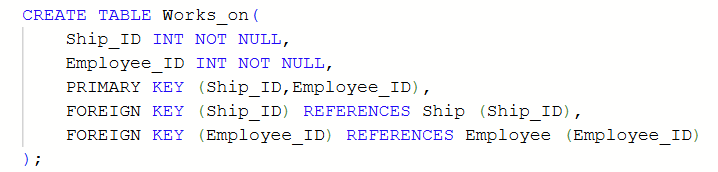 CREATE TABLE Works_on(
    Ship_ID INT NOT NULL,
    Employee_ID INT NOT NULL,
    PRIMARY KEY (Ship_ID,Employee_ID),
    FOREIGN KEY (Ship_ID) REFERENCES Ship (Ship_ID),
    FOREIGN KEY (Employee_ID) REFERENCES Employee (Employee_ID)
);